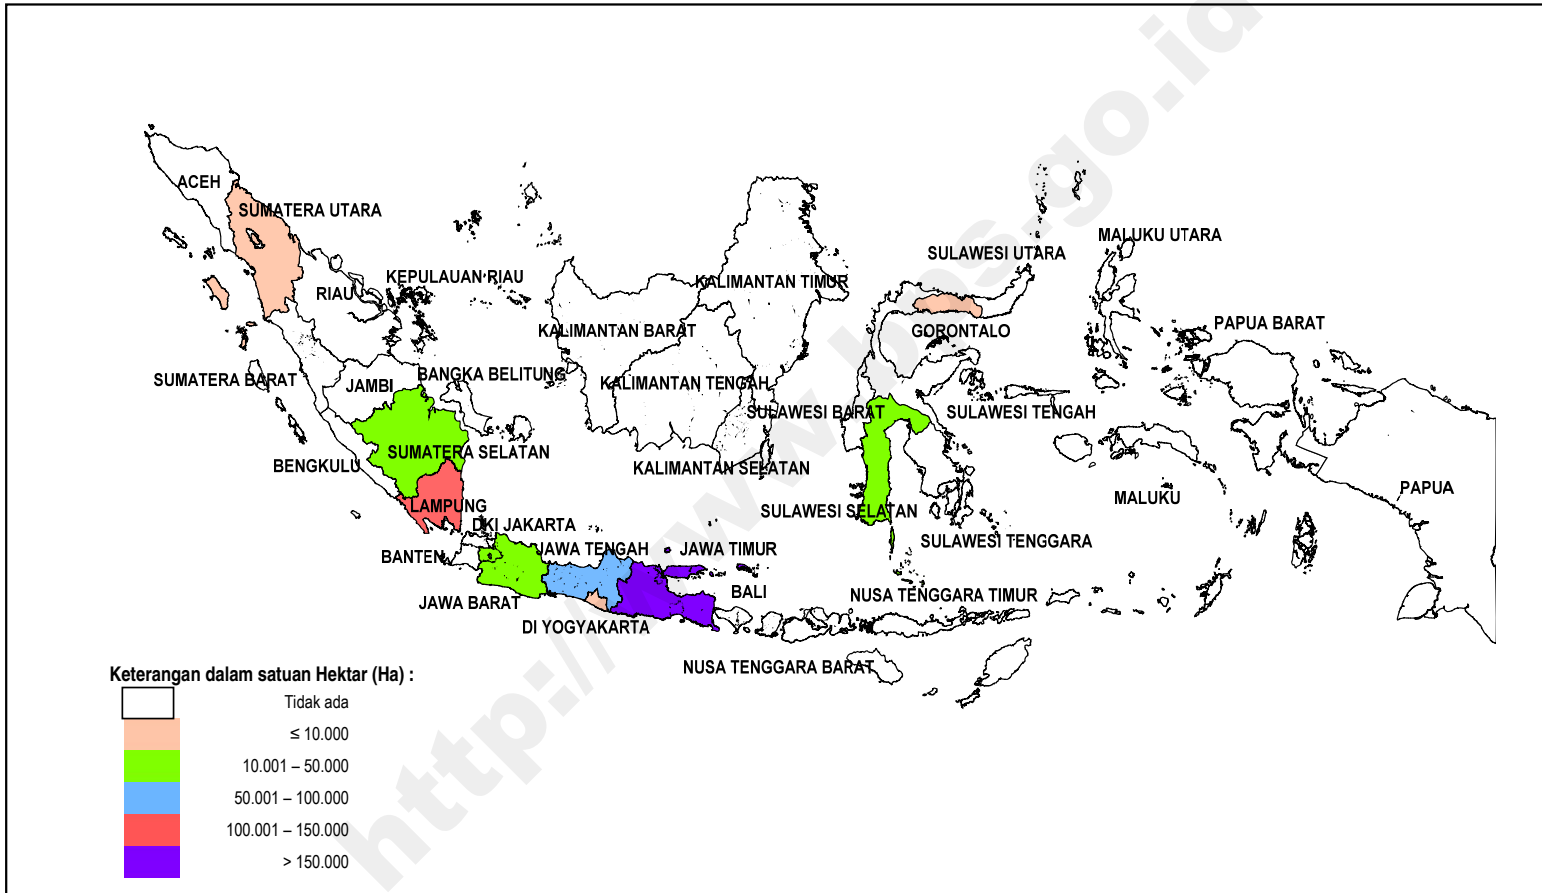 http://www.bps.go.id
ACEH
SUMATERA UTARA
MALUKU UTARA
SULAWESI UTARA
KEPULAUAN RIAU
KALIMANTAN TIMUR
RIAU
PAPUA BARAT
KALIMANTAN BARAT
GORONTALO
SUMATERA BARAT
JAMBI
BANGKA BELITUNG
KALIMANTAN TENGAH
SULAWESI BARAT
SULAWESI TENGAH
SUMATERA SELATAN
BENGKULU
KALIMANTAN SELATAN
PAPUA
MALUKU
LAMPUNG
SULAWESI SELATAN
DKI JAKARTA
SULAWESI TENGGARA
BANTEN
JAWA TENGAH
JAWA TIMUR
BALI
NUSA TENGGARA TIMUR
JAWA BARAT
DI YOGYAKARTA
NUSA TENGGARA BARAT
Keterangan dalam satuan Hektar (Ha) :
Tidak ada
≤ 10.000
10.001 – 50.000
50.001 – 100.000
100.001 – 150.000
> 150.000